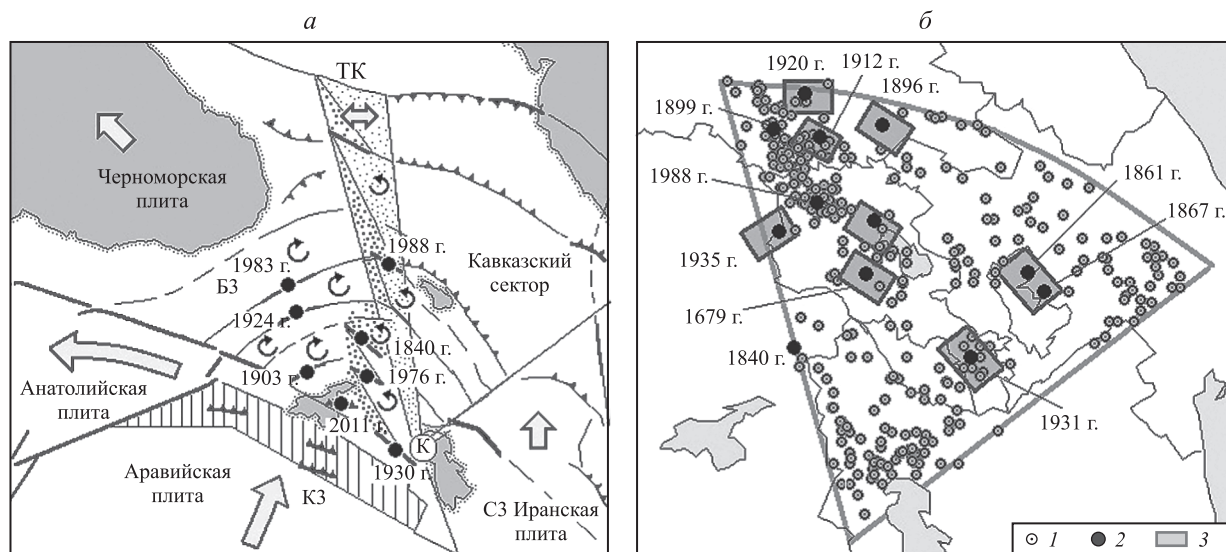 а
ТК
Черноморская
плита
1988 г.
Кавказский
сектор
1983 г.
БЗ
1924 г.
1840 г.
1976 г.
1903 г.
Анатолийская
плита
2011 г.
К
1930 г.
Аравийская
плита
КЗ
СЗ Иранская
плита
б
1920 г.
1912 г.
1896 г.
1899 г.
1988 г.
1861 г.
1867 г.
1935 г.
1679 г.
1840 г.
1931 г.
1 2 3